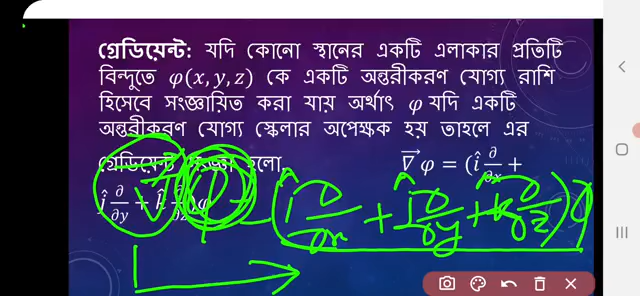 গ্রেডিয়েন্ট: যদি কোনো স্থানের একটি এলাকার প্রতিটি
বিন্দুতে φ(x, y, z) কে একটি অন্তরীকরণ যোগ্য রাশি
হিসেবে সংজ্ঞায়িত করা যায় অর্থাৎ φ যদি একটি
অন্তরীকরণ যোগ্য স্কেলার অপেক্ষক হয় তাহলে এর
গ্রেডিয়েন্ট সংজ্ঞা হলো, ∇⃗ φ = (î ∂/∂x +
ĵ ∂/∂y + k̂ ∂/∂z)φ
∇⃗ φ = (î ∂/∂x + ĵ ∂/∂y + k̂ ∂/∂z) φ